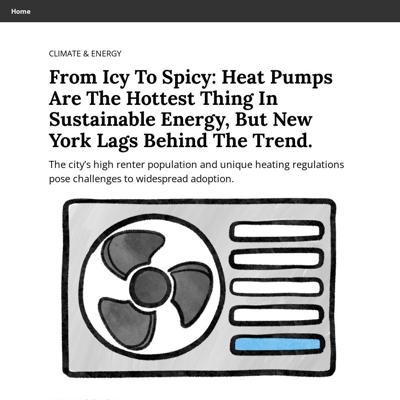 Home
CLIMATE & ENERGY
From Icy To Spicy: Heat Pumps
Are The Hottest Thing In
Sustainable Energy, But New
York Lags Behind The Trend.
The city’s high renter population and unique heating regulations
pose challenges to widespread adoption.